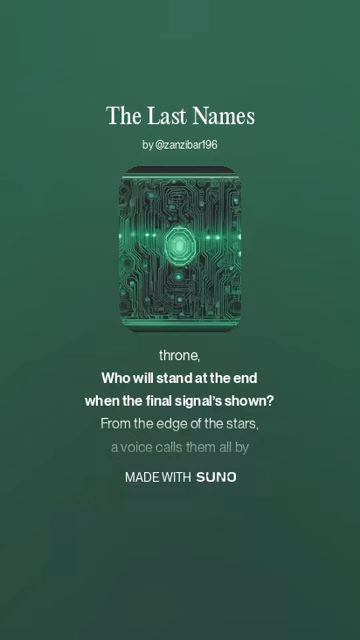 The Last Names
by @zanzibar196
throne,
Who will stand at the end
when the final signal's shown?
From the edge of the stars,
a voice calls them all by
MADE WITH SUNO